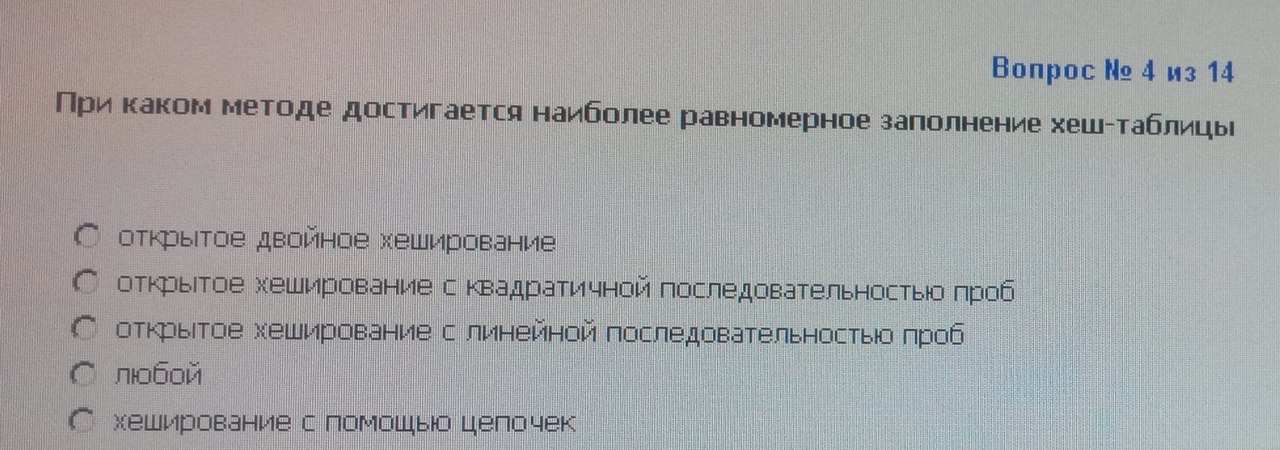 Вопрос № 4 из 14
При каком методе достигается наиболее равномерное заполнение хеш-таблицы
открытое двойное хеширование
открытое хеширование с квадратичной последовательностью проб
открытое хеширование с линейной последовательностью проб
любой
хеширование с помощью цепочек